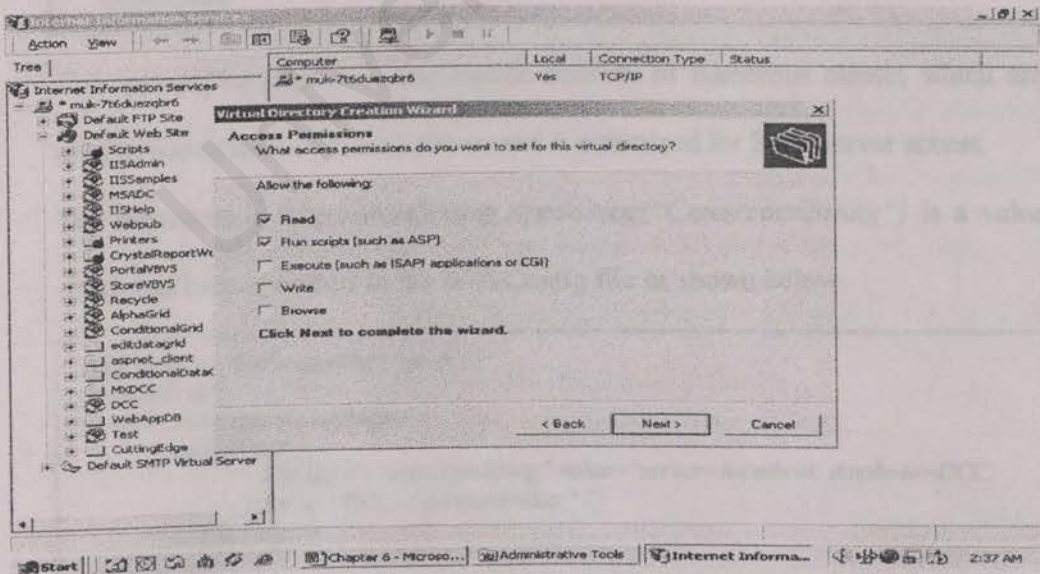 Internet Information Services
Action View
Tree
Computer Local Connection Type Status
* muk-7t6duezqbr6 Yes TCP/IP
Internet Information Services
* muk-7t6duezqbr6
Default FTP Site
Default Web Site
Scripts
IISAdmin
IISSamples
MSADC
IISHelp
Webpub
Printers
CrystalReportW
PortalVBVS
StoreVBVS
Recycle
AlphaGrid
ConditionalGrid
editdatagrid
aspnet_client
ConditionalData
MXDCC
DCC
WebAppDB
Test
CuttingEdge
Default SMTP Virtual Server
Virtual Directory Creation Wizard
Access Permissions
What access permissions do you want to set for this virtual directory?
Allow the following:
Read
Run scripts (such as ASP)
Execute (such as ISAPI applications or CGI)
Write
Browse
Click Next to complete the wizard.
< Back Next > Cancel
Start Chapter 6 - Microso... Administrative Tools Internet Informa... 2:37 AM